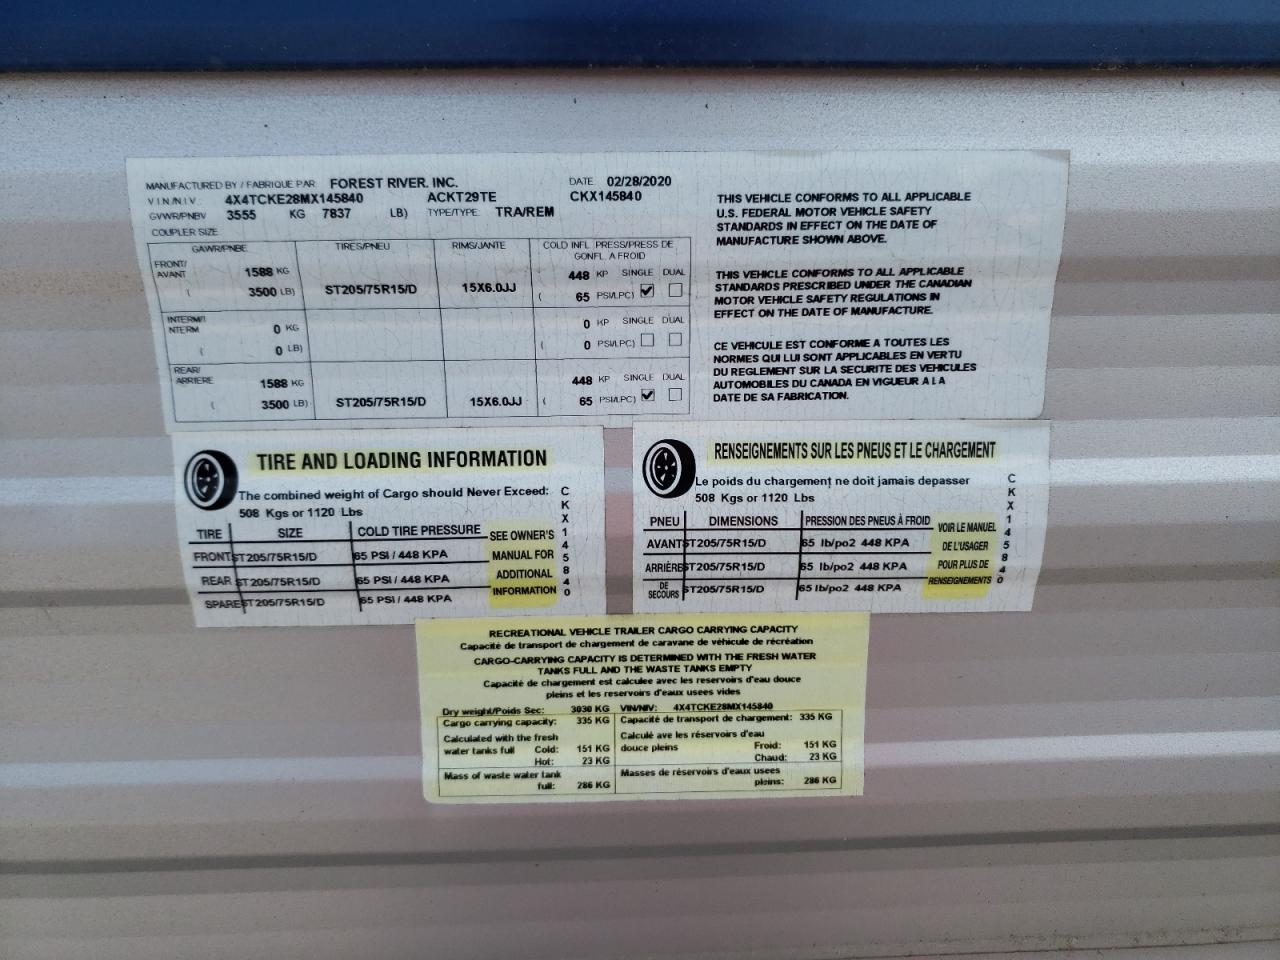 MANUFACTURED BY / FABRIQUE PAR FOREST RIVER. INC. DATE 02/28/2020
V.I.N./N.I.V. 4X4TCKE28MX145840 ACKT29TE CKX145840
GVWR/PNBV 3555 KG 7837 LB) TYPE/TYPE: TRA/REM
COUPLER SIZE
GAWR/PNBE TIRES/PNEU RIMS/JANTE COLD INFL. PRESS/PRESS DE
GONFL. A FROID
FRONT/
AVANT 1588 KG 448 KP SINGLE DUAL
( 3500 LB) ST205/75R15/D 15X6.0JJ ( 65 PSI/LPC)
INTERM/I
NTERM 0 KG 0 KP SINGLE DUAL
( 0 LB) ( 0 PSI/LPC)
REAR/
ARRIERE 1588 KG 448 KP SINGLE DUAL
( 3500 LB) ST205/75R15/D 15X6.0JJ ( 65 PSI/LPC)
THIS VEHICLE CONFORMS TO ALL APPLICABLE
U.S. FEDERAL MOTOR VEHICLE SAFETY
STANDARDS IN EFFECT ON THE DATE OF
MANUFACTURE SHOWN ABOVE.
THIS VEHICLE CONFORMS TO ALL APPLICABLE
STANDARDS PRESCRIBED UNDER THE CANADIAN
MOTOR VEHICLE SAFETY REGULATIONS IN
EFFECT ON THE DATE OF MANUFACTURE.
CE VEHICULE EST CONFORME A TOUTES LES
NORMES QUI LUI SONT APPLICABLES EN VERTU
DU REGLEMENT SUR LA SECURITE DES VEHICULES
AUTOMOBILES DU CANADA EN VIGUEUR A LA
DATE DE SA FABRICATION.
TIRE AND LOADING INFORMATION
The combined weight of Cargo should Never Exceed:
508 Kgs or 1120 Lbs
TIRE SIZE COLD TIRE PRESSURE
FRONT ST205/75R15/D 65 PSI / 448 KPA
REAR ST205/75R15/D 65 PSI / 448 KPA
SPARE ST205/75R15/D 65 PSI / 448 KPA
SEE OWNER'S
MANUAL FOR
ADDITIONAL
INFORMATION
CKX145840
RENSEIGNEMENTS SUR LES PNEUS ET LE CHARGEMENT
Le poids du chargement ne doit jamais depasser
508 Kgs or 1120 Lbs
PNEU DIMENSIONS PRESSION DES PNEUS À FROID
AVANT ST205/75R15/D 65 lb/po2 448 KPA
ARRIÈRE ST205/75R15/D 65 lb/po2 448 KPA
DE
SECOURS ST205/75R15/D 65 lb/po2 448 KPA
VOIR LE MANUEL
DE L'USAGER
POUR PLUS DE
RENSEIGNEMENTS
CKX145840
RECREATIONAL VEHICLE TRAILER CARGO CARRYING CAPACITY
Capacité de transport de chargement de caravane de véhicule de récréation
CARGO-CARRYING CAPACITY IS DETERMINED WITH THE FRESH WATER
TANKS FULL AND THE WASTE TANKS EMPTY
Capacité de chargement est calculee avec les reservoirs d'eau douce
pleins et les reservoirs d'eaux usees vides
Dry weight/Poids Sec: 3030 KG VIN/NIV: 4X4TCKE28MX145840
Cargo carrying capacity: 335 KG Capacité de transport de chargement: 335 KG
Calculated with the fresh Calculé ave les réservoirs d'eau
water tanks full Cold: 151 KG douce pleins Froid: 151 KG
Hot: 23 KG Chaud: 23 KG
Mass of waste water tank Masses de réservoirs d'eaux usees
full: 286 KG pleins: 286 KG